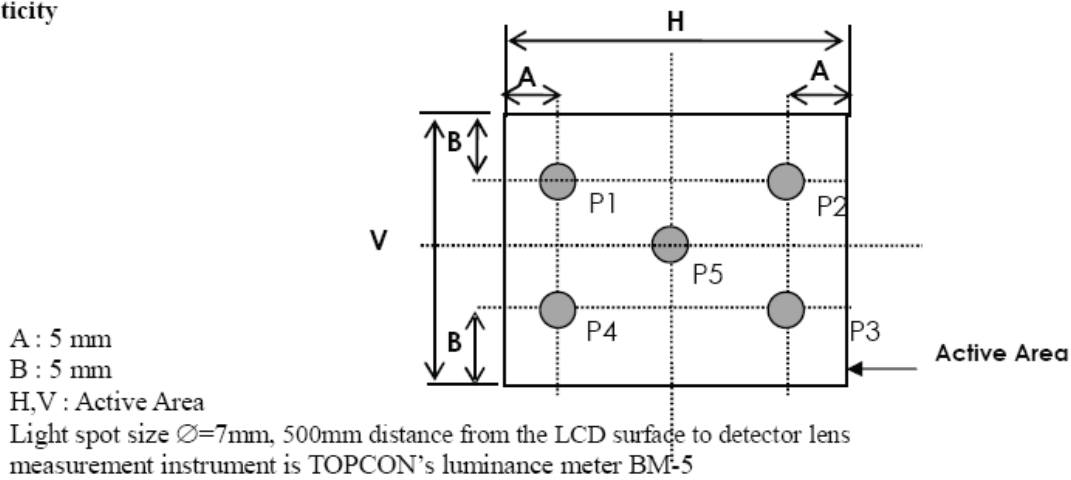 ticity
H
A
A
B
P1
P2
V
P5
B
P4
P3
Active Area
A : 5 mm
B : 5 mm
H,V : Active Area
Light spot size ∅=7mm, 500mm distance from the LCD surface to detector lens
measurement instrument is TOPCON's luminance meter BM-5